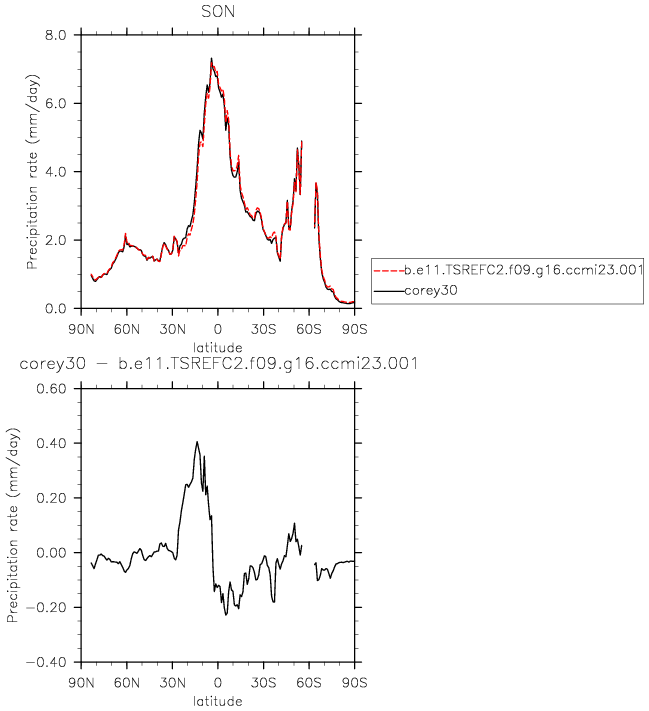 SON
Precipitation rate (mm/day)
8.0
6.0
4.0
2.0
0.0
90N 60N 30N 0 30S 60S 90S
latitude
b.e11.TSREFC2.f09.g16.ccmi23.001
corey30
corey30 − b.e11.TSREFC2.f09.g16.ccmi23.001
Precipitation rate (mm/day)
0.60
0.40
0.20
0.00
−0.20
−0.40
90N 60N 30N 0 30S 60S 90S
latitude